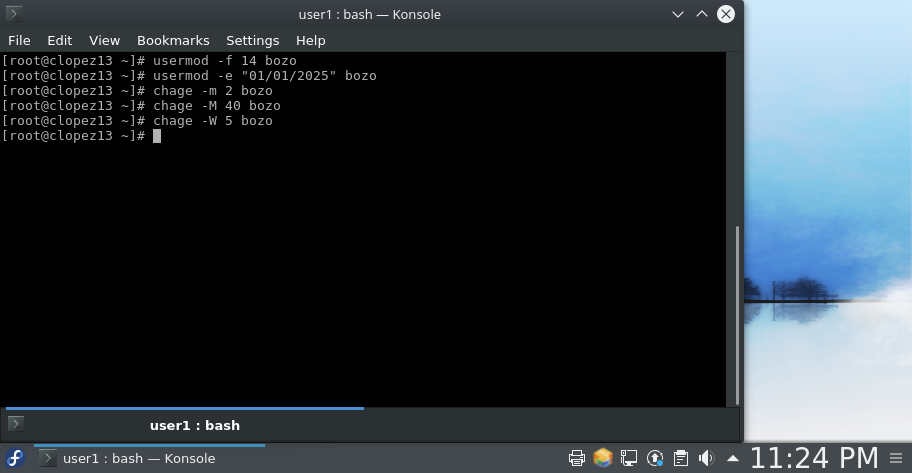 user1 : bash — Konsole
File Edit View Bookmarks Settings Help
[root@clopez13 ~]# usermod -f 14 bozo
[root@clopez13 ~]# usermod -e "01/01/2025" bozo
[root@clopez13 ~]# chage -m 2 bozo
[root@clopez13 ~]# chage -M 40 bozo
[root@clopez13 ~]# chage -W 5 bozo
[root@clopez13 ~]#
user1 : bash
user1 : bash — Konsole
11:24 PM